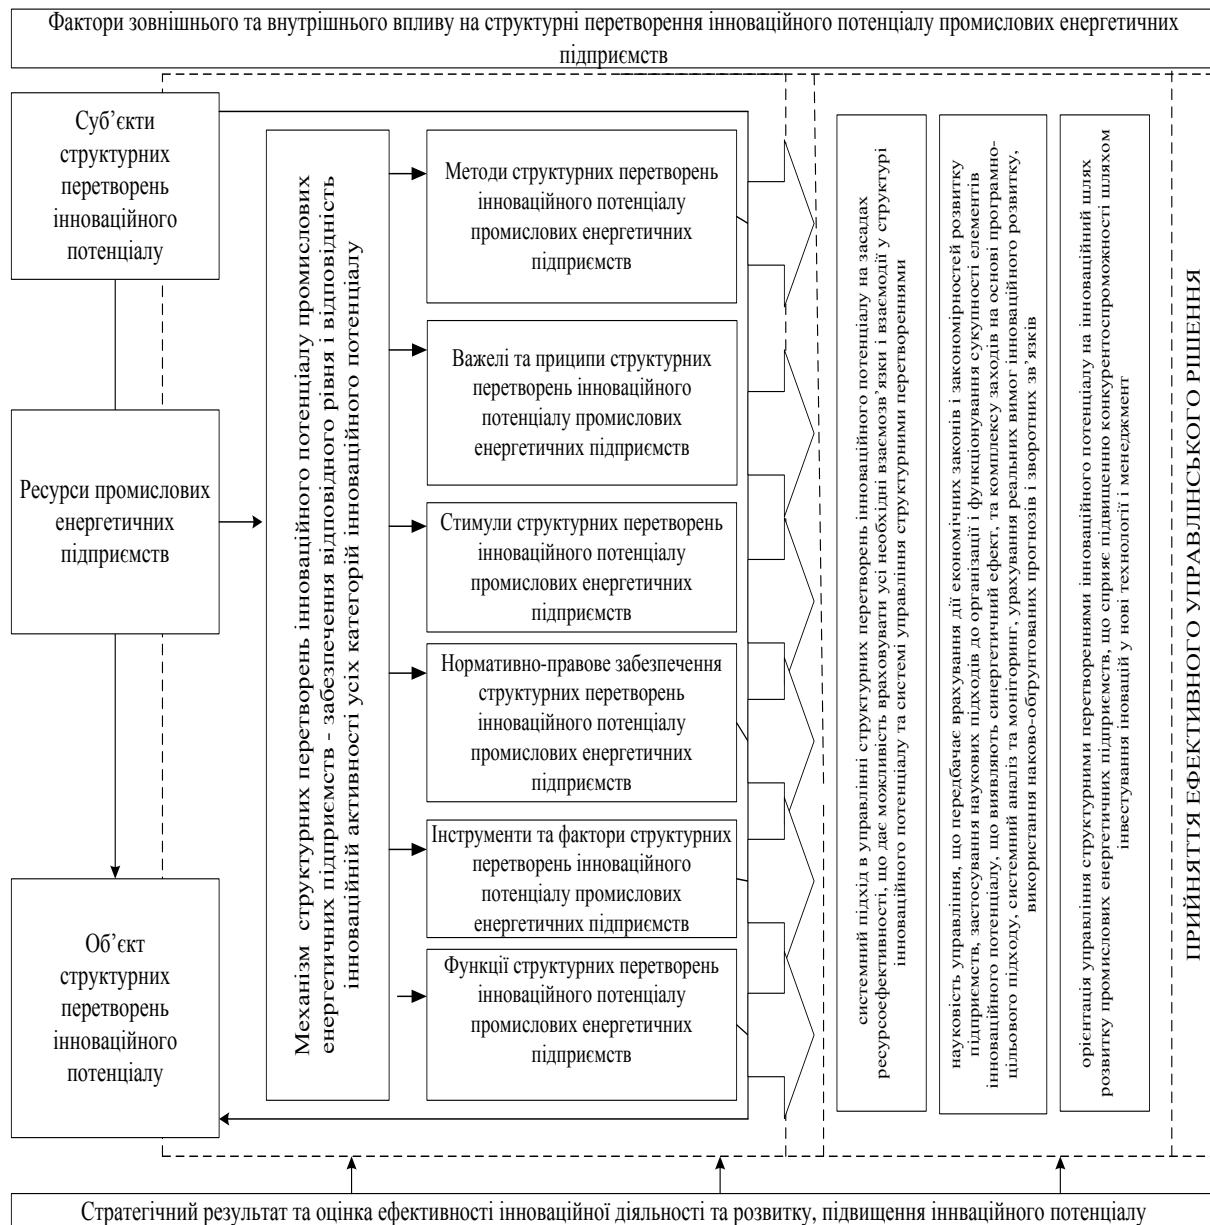 Фактори зовнішнього та внутрішнього впливу на структурні перетворення інноваційного потенціалу промислових енергетичних
підприємств
Суб’єкти
структурних
перетворень
інноваційного
потенціалу
Ресурси промислових
енергетичних
підприємств
Об’єкт
структурних
перетворень
інноваційного
потенціалу
Механізм структурних перетворень інноваційного потенціалу промислових
енергетичних підприємств - забезпечення відповідного рівня і відповідність
інноваційній активності усіх категорій інноваційного потенціалу
Методи структурних перетворень
інноваційного потенціалу
промислових енергетичних
підприємств
Важелі та приципи структурних
перетворень інноваційного
потенціалу промислових
енергетичних підприємств
Стимули структурних перетворень
інноваційного потенціалу
промислових енергетичних
підприємств
Нормативно-правове забезпечення
структурних перетворень
інноваційного потенціалу
промислових енергетичних
підприємств
Інструменти та фактори структурних
перетворень інноваційного
потенціалу промислових
енергетичних підприємств
Функції структурних перетворень
інноваційного потенціалу
промислових енергетичних
підприємств
системний підхід в управлінні структурних перетворень інноваційного потенціалу на засадах
ресурсоефективності, що дає можливість враховувати усі необхідні взаємозв’язки і взаємодії у структурі
інноваційного потенціалу та системі управління структурними перетвореннями
науковість управління, що передбачає врахування дії економічних законів і закономірностей розвитку
підприємств, застосування наукових підходів до організації і функціонування сукупності елементів
інноваційного потенціалу, що виявляють синергетичний ефект, та комплексу заходів на основі програмно-
цільового підходу, системний аналіз та моніторинг, урахування реальних вимог інноваційного розвитку,
використання наково-обґрунтованих прогнозів і зворотних зв’язків
орієнтація управління структурними перетвореннями інноваційного потенціалу на інноваційний шлях
розвитку промислових енергетичних підприємств, що сприяє підвищенню конкурентоспроможності шляхом
інвестування іновацій у нові технології і менеджмент
ПРИЙНЯТТЯ ЕФЕКТИВНОГО УПРАВЛІНСЬКОГО РІШЕННЯ
Стратегічний результат та оцінка ефективності інноваційної діяльності та розвитку, підвищення іннваційного потенціалу